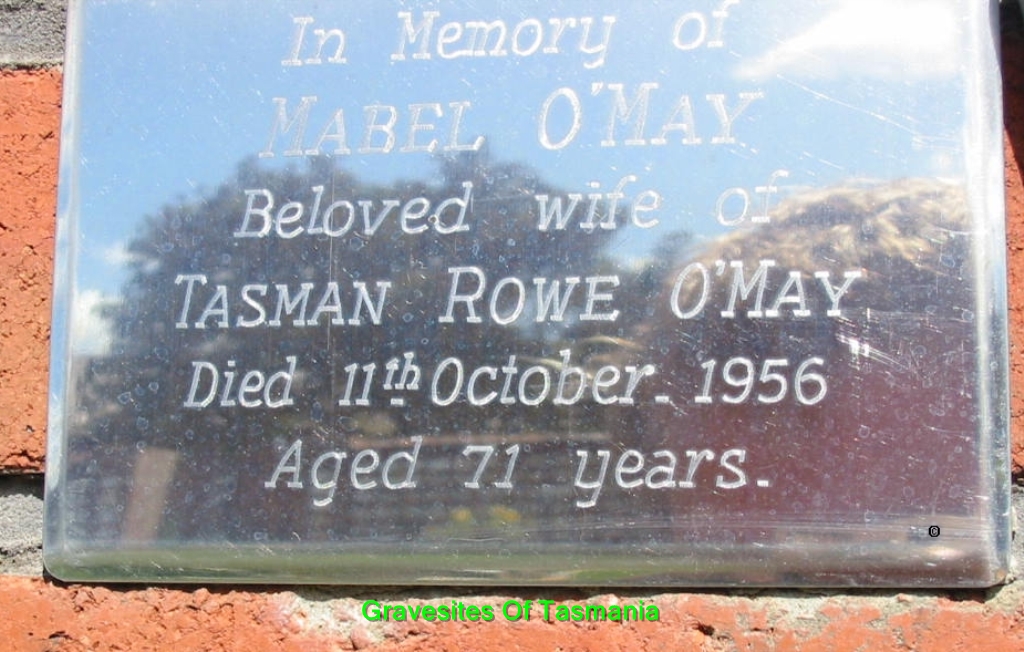 In Memory of
MABEL O'MAY
Beloved wife of
TASMAN ROWE O'MAY
Died 11th October. 1956
Aged 71 years.
©
Gravesites Of Tasmania